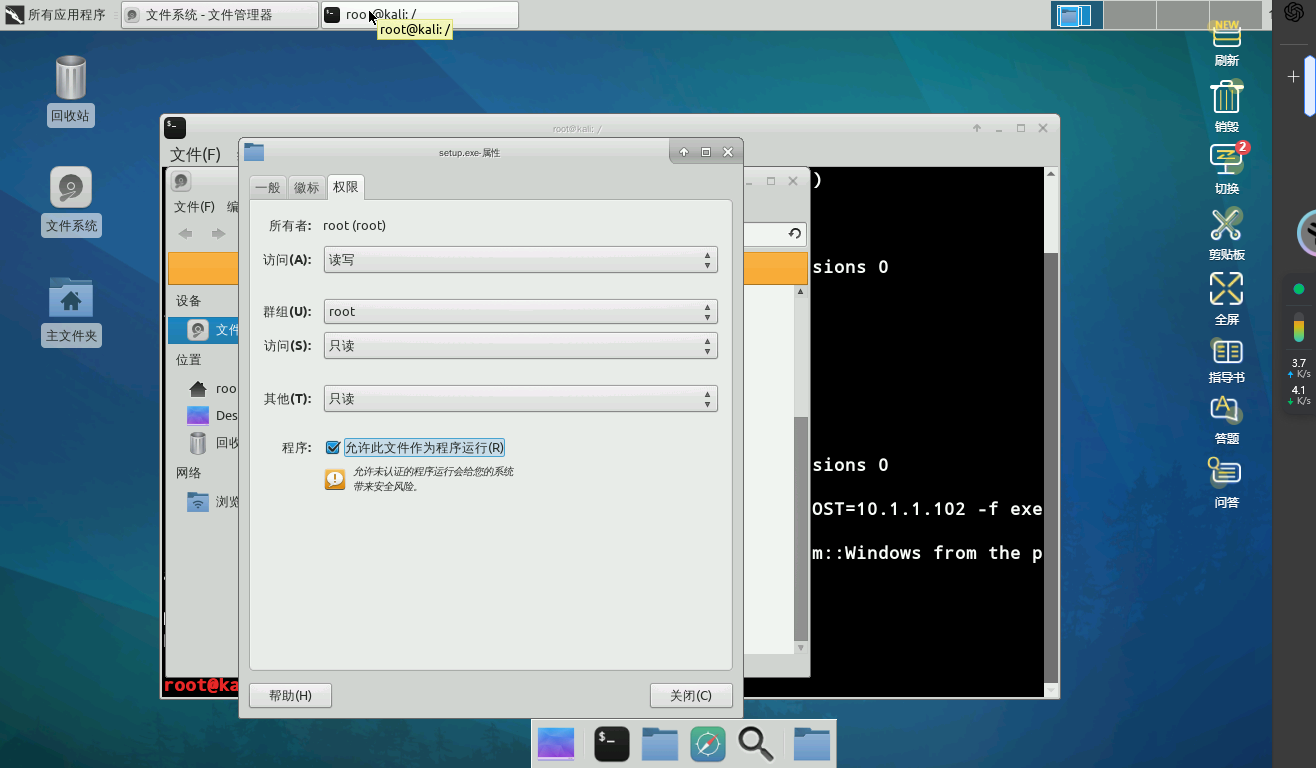 所有应用程序
文件系统 - 文件管理器
root@kali: /
root@kali: /
NEW
刷新
销毁
2
切换
剪贴板
全屏
指导书
答题
问答
3.7
K/s
4.1
K/s
回收站
文件系统
主文件夹
root@kali: /
文件(F)
)
sions 0
sions 0
OST=10.1.1.102 -f exe
m::Windows from the p
root@ka
文件(F) 编
设备
文件
位置
roo
Des
回收
网络
浏览
setup.exe-属性
一般 徽标 权限
所有者: root (root)
访问(A): 读写
群组(U): root
访问(S): 只读
其他(T): 只读
程序: 允许此文件作为程序运行(R)
允许未认证的程序运行会给您的系统
带来安全风险。
帮助(H) 关闭(C)
$_